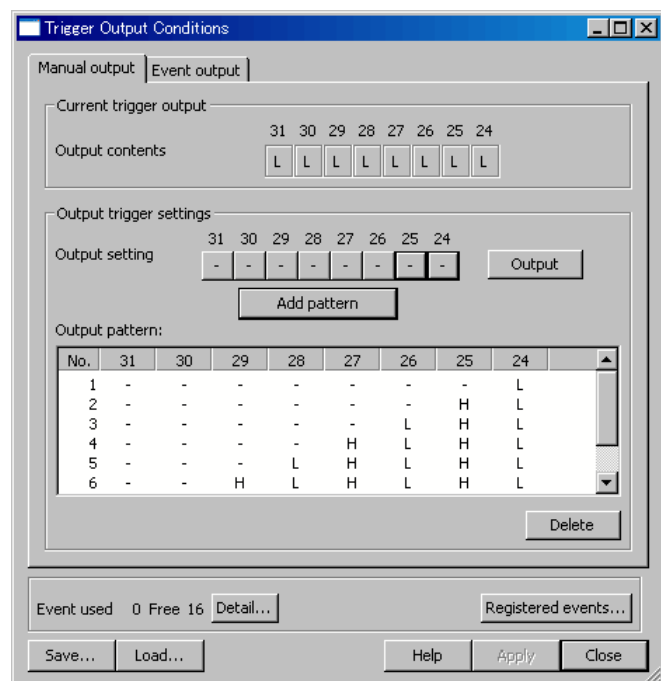 Trigger Output Conditions
Manual output Event output
Current trigger output
31 30 29 28 27 26 25 24
Output contents L L L L L L L L
Output trigger settings
31 30 29 28 27 26 25 24
Output setting - - - - - - - - Output
Add pattern
Output pattern:
No. 31 30 29 28 27 26 25 24
1 - - - - - - - L
2 - - - - - - H L
3 - - - - - L H L
4 - - - - H L H L
5 - - - L H L H L
6 - - H L H L H L
Delete
Event used 0 Free 16 Detail... Registered events...
Save... Load... Help Apply Close